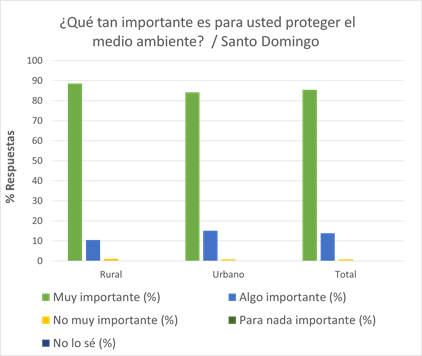 ¿Qué tan importante es para usted proteger el
medio ambiente?  / Santo Domingo
% Respuestas
100
90
80
70
60
50
40
30
20
10
0
Rural Urbano Total
Muy importante (%) Algo importante (%)
No muy importante (%) Para nada importante (%)
No lo sé (%)